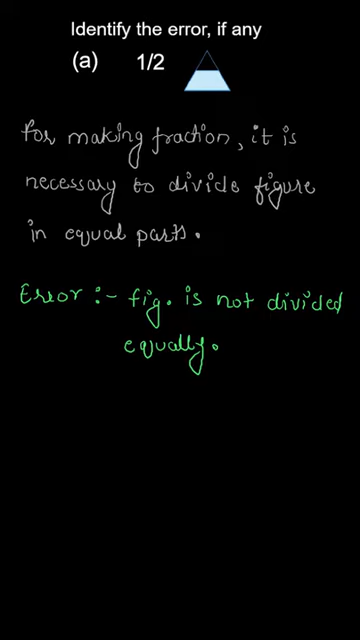 Identify the error, if any
(a) 1/2
For making fraction, it is
necessary to divide figure
in equal parts.
Error :- fig. is not divided
equally.